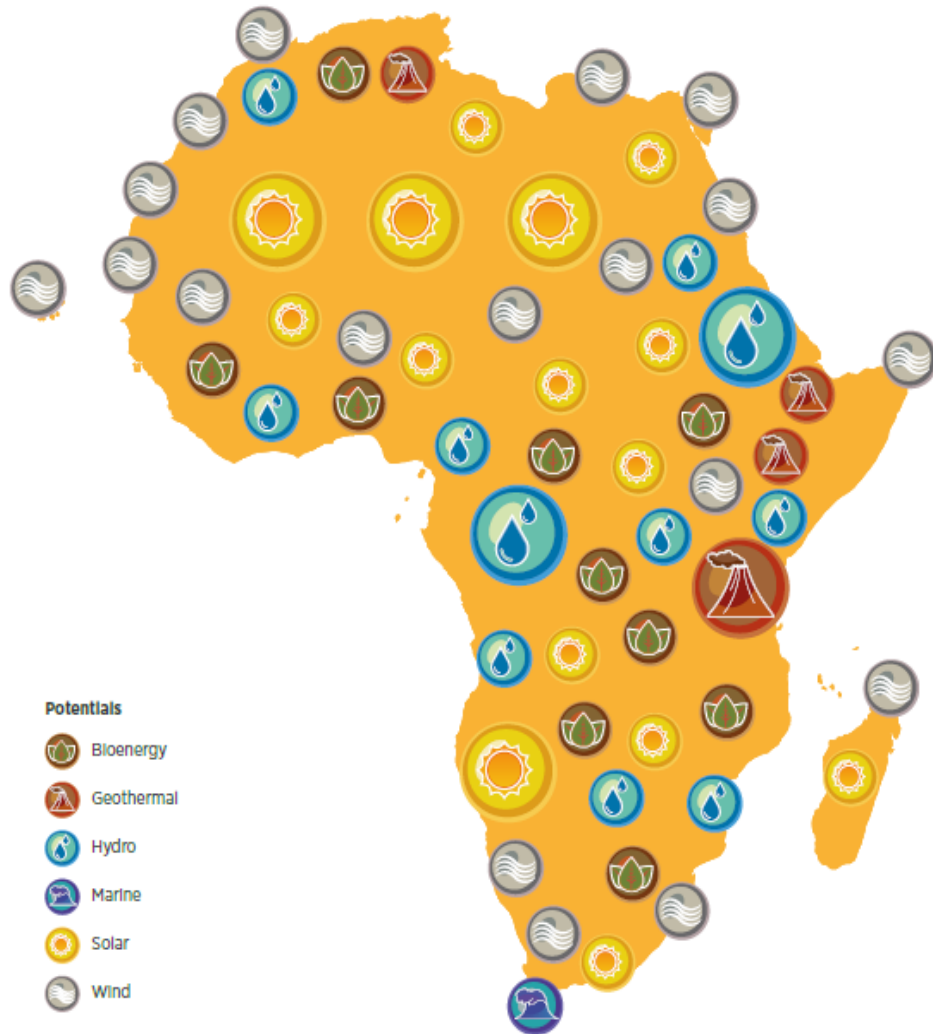 Potentials
Bioenergy
Geothermal
Hydro
Marine
Solar
Wind